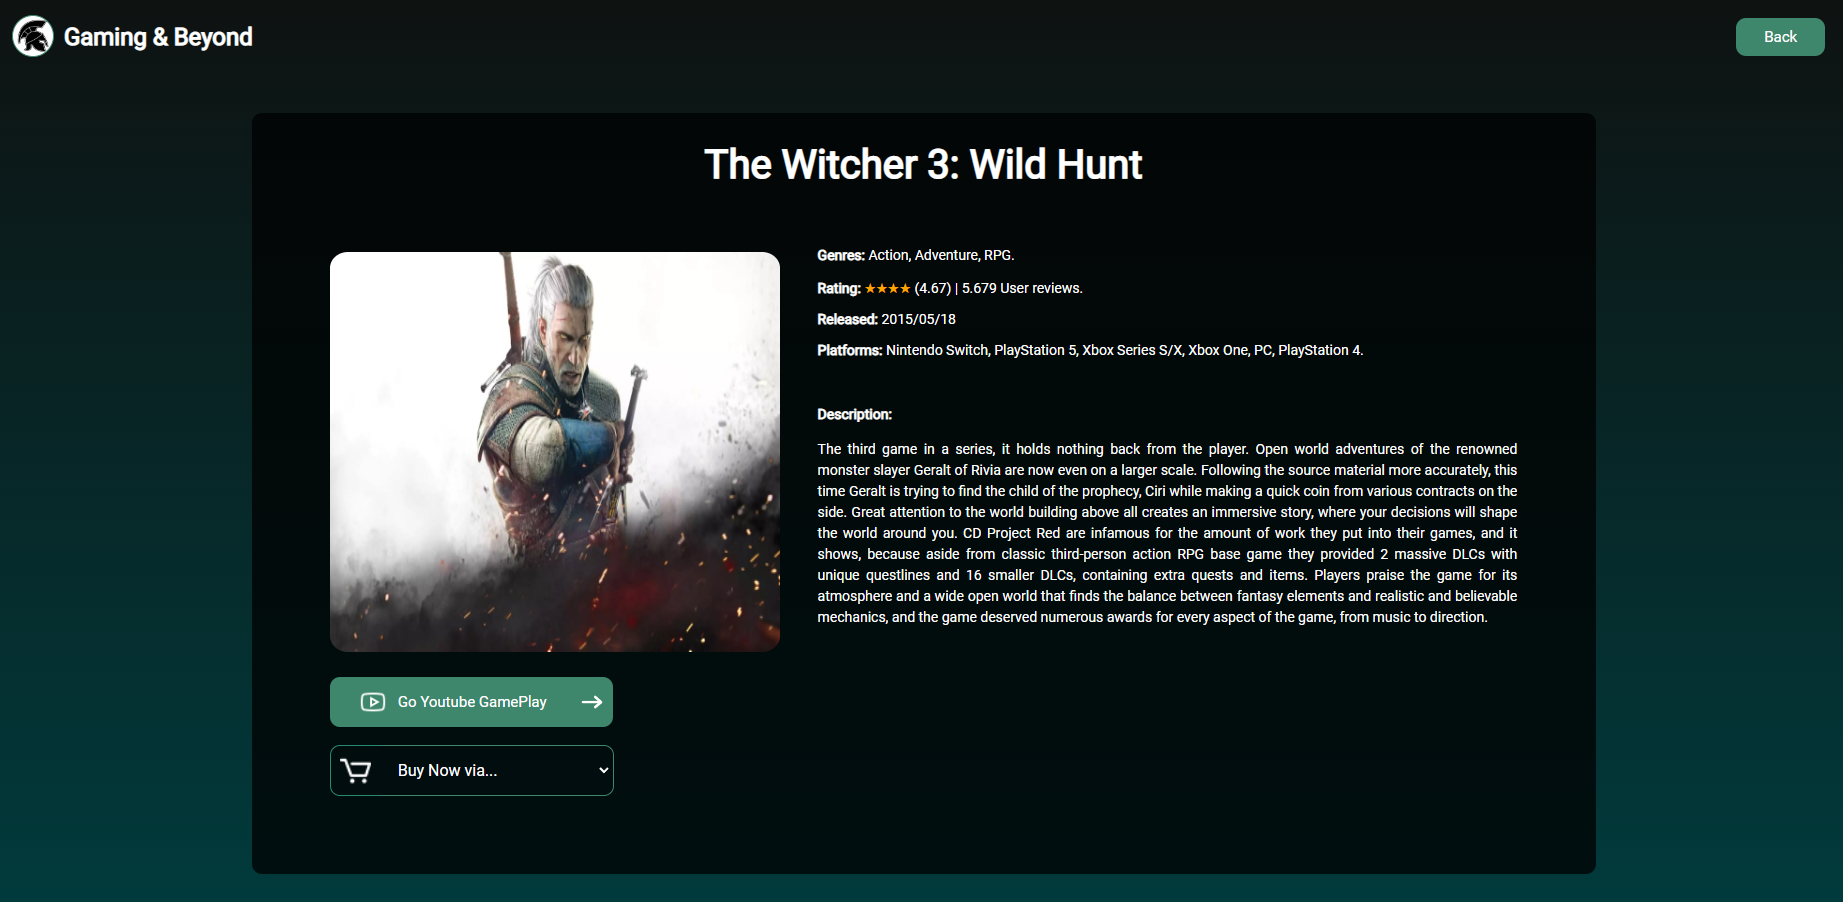 Gaming & Beyond
Back
The Witcher 3: Wild Hunt
Genres: Action, Adventure, RPG.
Rating: ★★★★ (4.67) | 5.679 User reviews.
Released: 2015/05/18
Platforms: Nintendo Switch, PlayStation 5, Xbox Series S/X, Xbox One, PC, PlayStation 4.
Description:
The third game in a series, it holds nothing back from the player. Open world adventures of the renowned
monster slayer Geralt of Rivia are now even on a larger scale. Following the source material more accurately, this
time Geralt is trying to find the child of the prophecy, Ciri while making a quick coin from various contracts on the
side. Great attention to the world building above all creates an immersive story, where your decisions will shape
the world around you. CD Project Red are infamous for the amount of work they put into their games, and it
shows, because aside from classic third-person action RPG base game they provided 2 massive DLCs with
unique questlines and 16 smaller DLCs, containing extra quests and items. Players praise the game for its
atmosphere and a wide open world that finds the balance between fantasy elements and realistic and believable
mechanics, and the game deserved numerous awards for every aspect of the game, from music to direction.
Go Youtube GamePlay
Buy Now via...